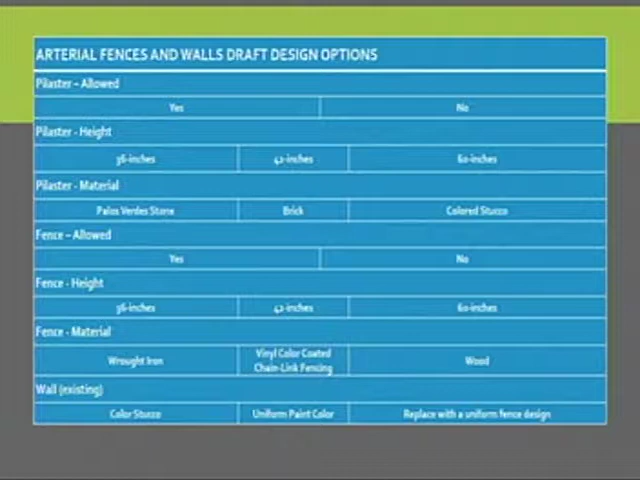 ARTERIAL FENCES AND WALLS DRAFT DESIGN OPTIONS
Pilaster – Allowed
Yes No
Pilaster - Height
36-inches 42-inches 60-inches
Pilaster - Material
Palos Verdes Stone Brick Colored Stucco
Fence – Allowed
Yes No
Fence - Height
36-inches 42-inches 60-inches
Fence - Material
Wrought Iron Vinyl Color Coated Wood
Chain-Link Fencing
Wall (existing)
Color Stucco Uniform Paint Color Replace with a uniform fence design